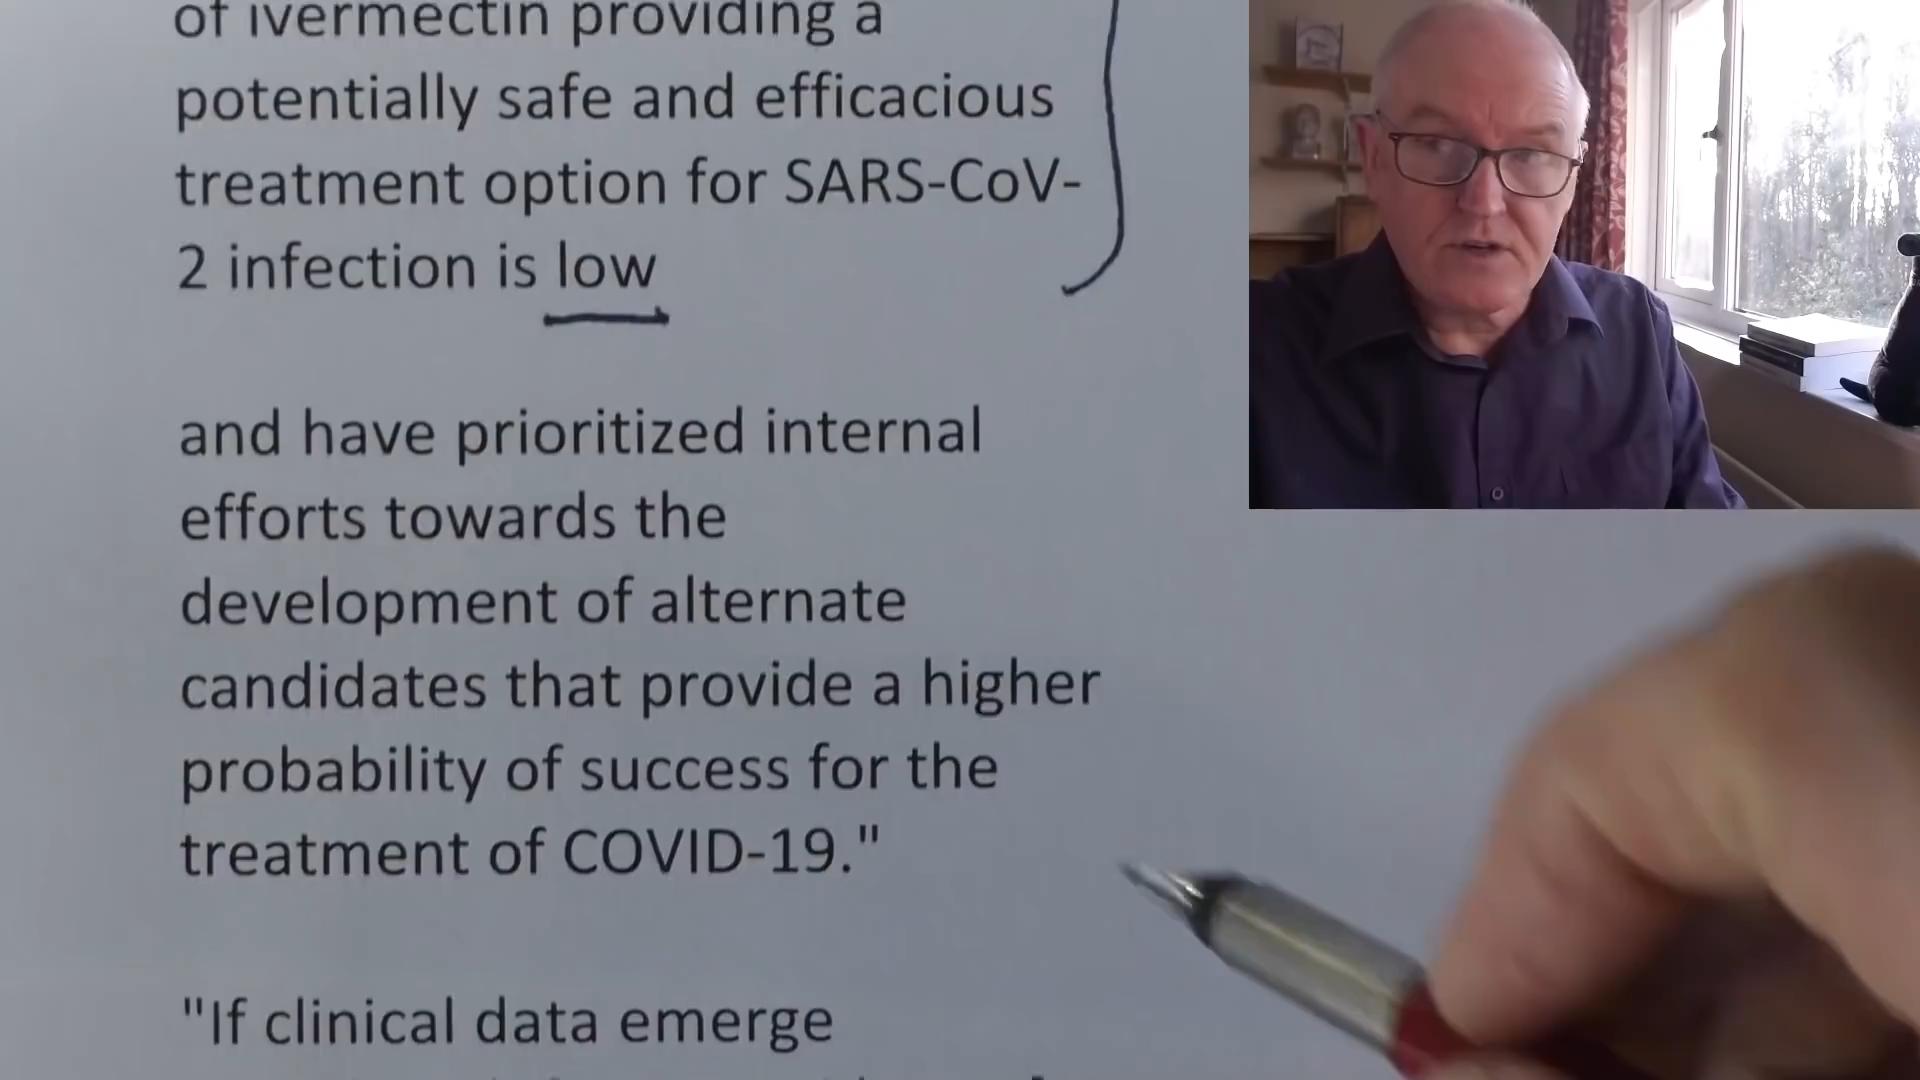 of ivermectin providing a
potentially safe and efficacious
treatment option for SARS-CoV-
2 infection is low
and have prioritized internal
efforts towards the
development of alternate
candidates that provide a higher
probability of success for the
treatment of COVID-19."
"If clinical data emerge